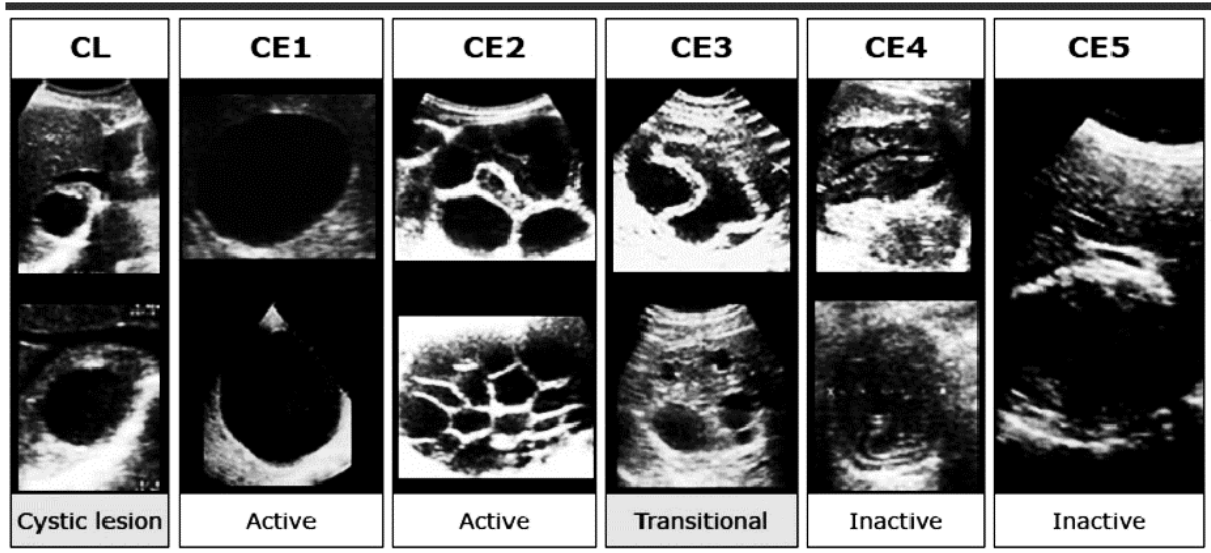 CL
CE1
CE2
CE3
CE4
CE5
Cystic lesion
Active
Active
Transitional
Inactive
Inactive